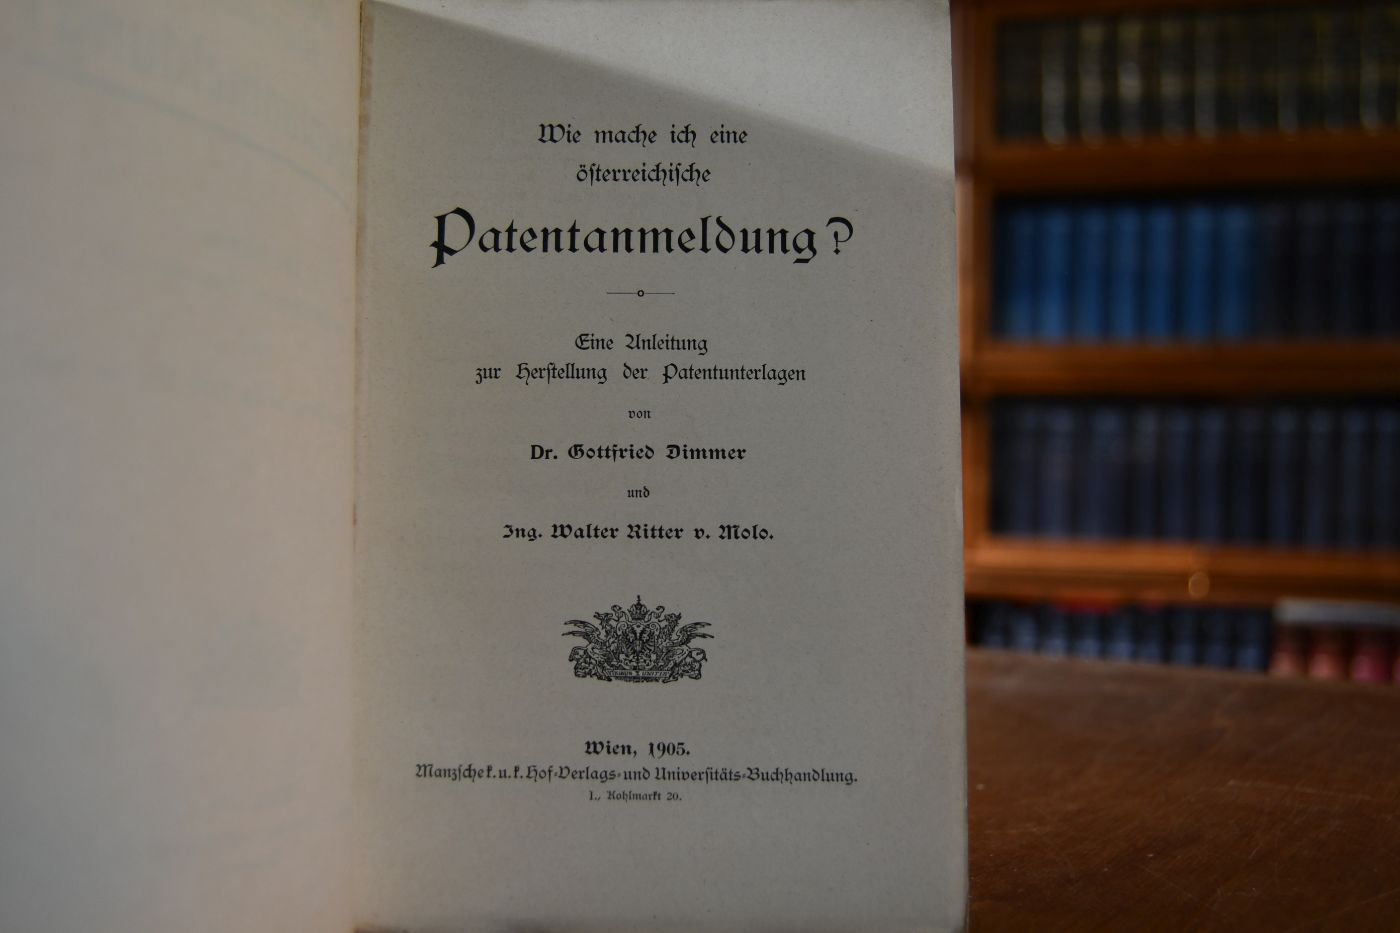 Wie mache ich eine
österreichiſche
Patentanmeldung?
Eine Anleitung
zur Herſtellung der Patentunterlagen
von
Dr. Gottfried Dimmer
und
Ing. Walter Ritter v. Molo.
Wien, 1905.
Manzſche k. u. k. Hof-Verlags- und Univerſitäts-Buchhandlung.
I., Kohlmarkt 20.